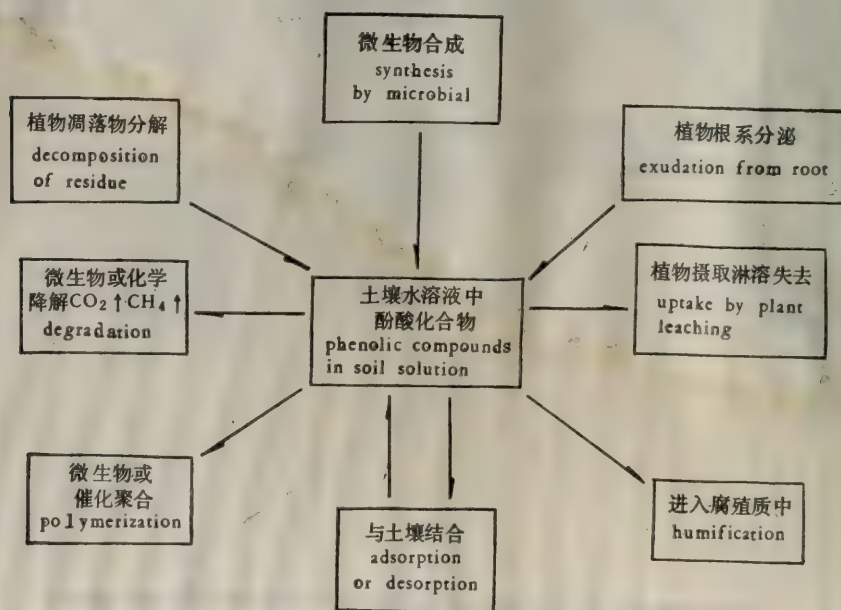 微生物合成
synthesis
by microbial
植物凋落物分解
decomposition
of residue
植物根系分泌
exudation from root
微生物或化学
降解CO₂↑CH₄↑
degradation
土壤水溶液中
酚酸化合物
phenolic compounds
in soil solution
植物摄取淋溶失去
uptake by plant
leaching
微生物或
催化聚合
polymerization
与土壤结合
adsorption
or desorption
进入腐殖质中
humification